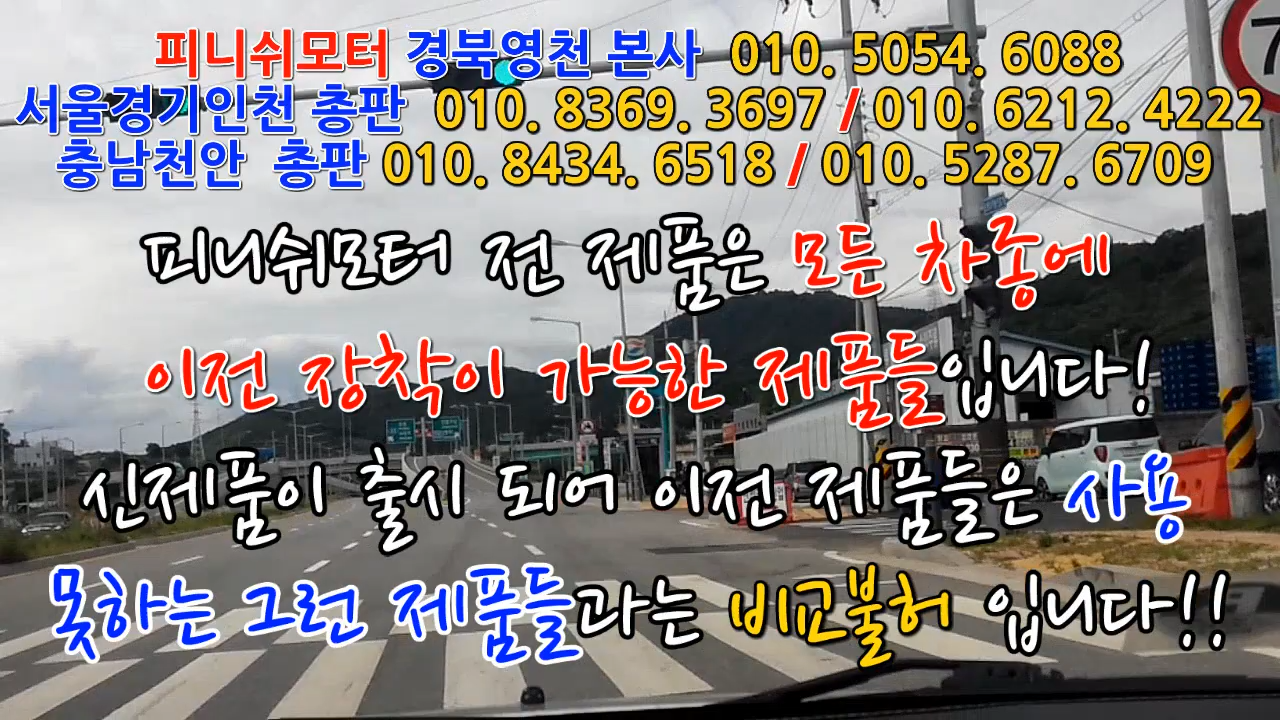 피니쉬모터 경북영천 본사 010. 5054. 6088
서울경기인천 총판 010. 8369. 3697 / 010. 6212. 4222
충남천안 총판 010. 8434. 6518 / 010. 5287. 6709
피니쉬모터 전 제품은 모든 차종에
이전 장착이 가능한 제품들입니다!
신제품이 출시 되어 이전 제품들은 사용
못하는 그런 제품들과는 비교불허 입니다!!
7